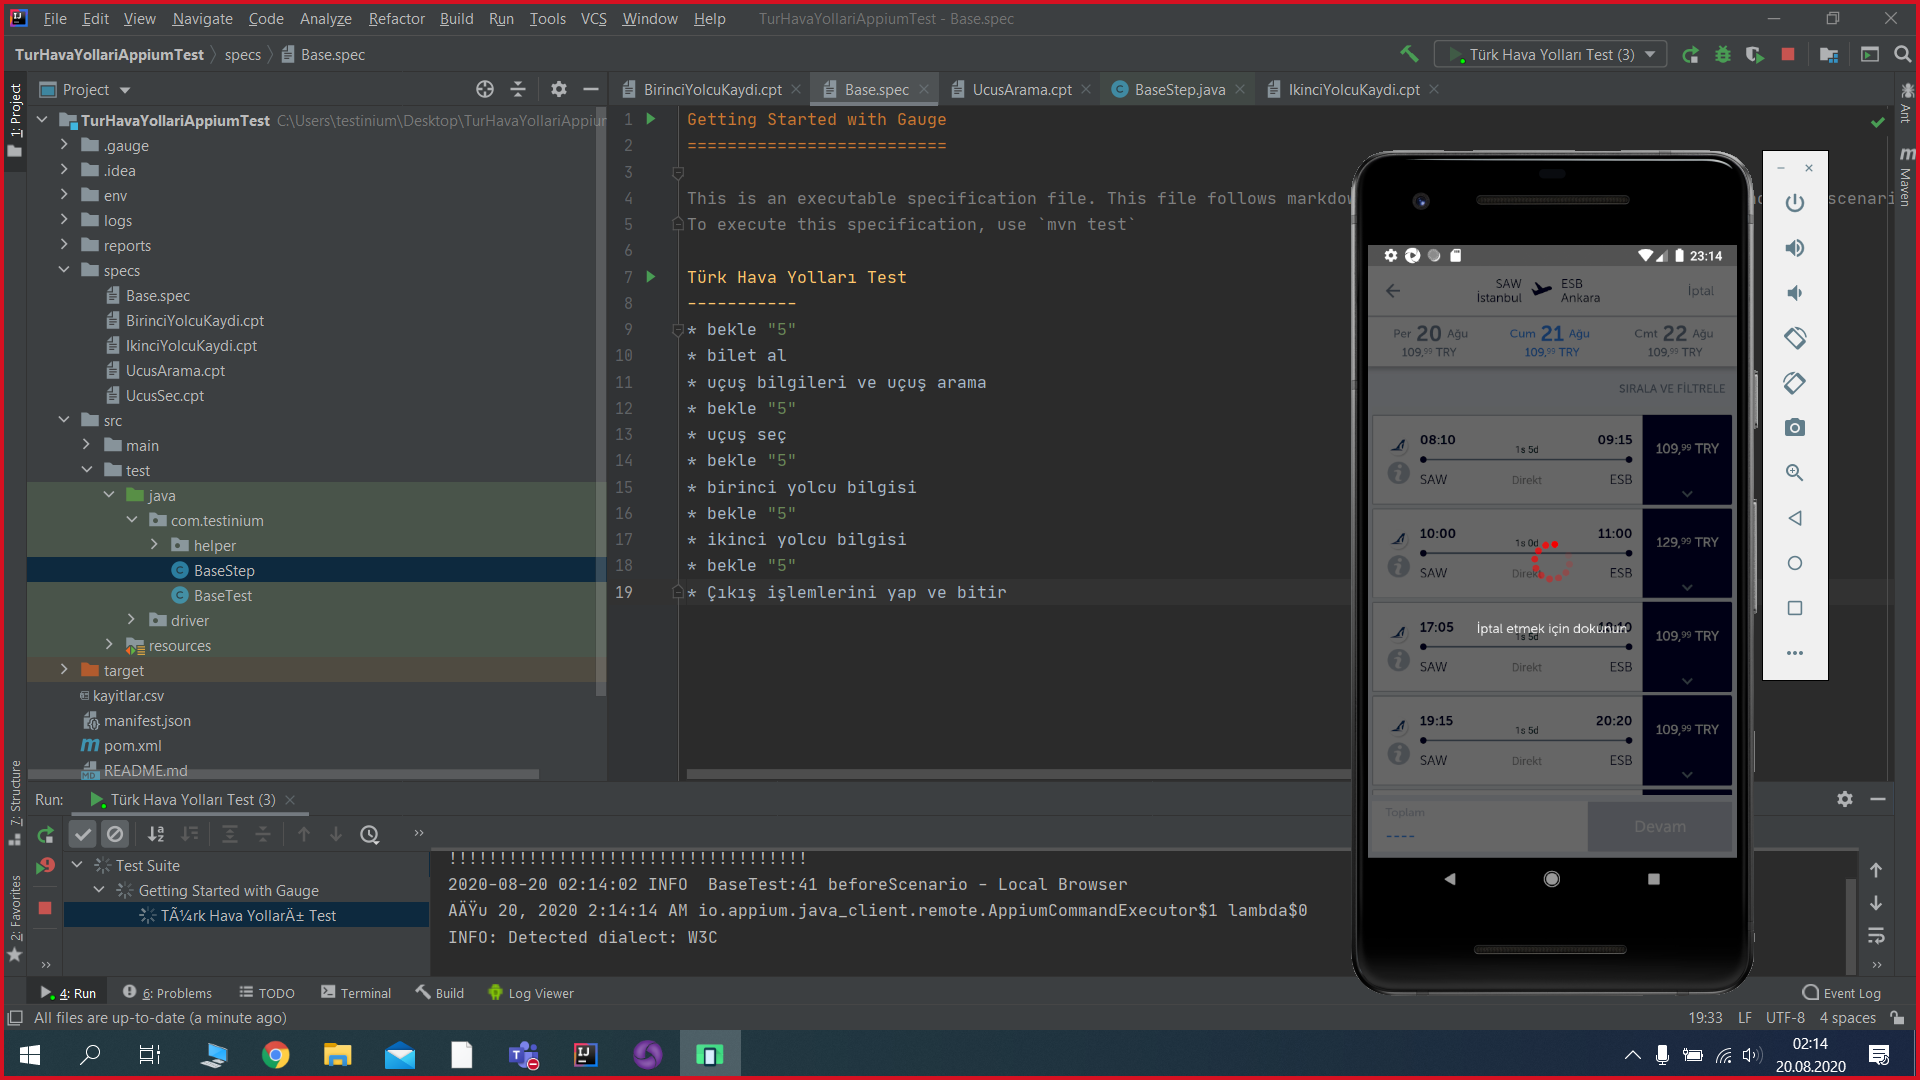 File Edit View Navigate Code Analyze Refactor Build Run Tools VCS Window Help TurHavaYollariAppiumTest - Base.spec
TurHavaYollariAppiumTest specs Base.spec
Türk Hava Yolları Test (3)
1: Project
Project
BirinciYolcuKaydi.cpt
Base.spec
UcusArama.cpt
BaseStep.java
IkinciYolcuKaydi.cpt
Ant
Maven
TurHavaYollariAppiumTest C:\Users\testinium\Desktop\TurHavaYollariAppiur
.gauge
.idea
env
logs
reports
specs
Base.spec
BirinciYolcuKaydi.cpt
IkinciYolcuKaydi.cpt
UcusArama.cpt
UcusSec.cpt
src
main
test
java
com.testinium
helper
BaseStep
BaseTest
driver
resources
target
kayitlar.csv
manifest.json
pom.xml
README.md
7: Structure
2: Favorites
1 Getting Started with Gauge
2 ==========================
3
4 This is an executable specification file. This file follows markdow
scenari
5 To execute this specification, use `mvn test`
6
7 Türk Hava Yolları Test
8 -----------
9 * bekle "5"
10 * bilet al
11 * uçuş bilgileri ve uçuş arama
12 * bekle "5"
13 * uçuş seç
14 * bekle "5"
15 * birinci yolcu bilgisi
16 * bekle "5"
17 * ikinci yolcu bilgisi
18 * bekle "5"
19 * Çıkış işlemlerini yap ve bitir
23:14
SAW İstanbul
ESB Ankara
İptal
Per 20 Ağu
109,99 TRY
Cum 21 Ağu
109,99 TRY
Cmt 22 Ağu
109,99 TRY
SIRALA VE FİLTRELE
08:10 1s 5d 09:15
SAW Direkt ESB
109,99 TRY
10:00 1s 0d 11:00
SAW Direkt ESB
129,99 TRY
İptal etmek için dokunun
17:05 1s 5d 18:10
SAW Direkt ESB
109,99 TRY
19:15 1s 5d 20:20
SAW Direkt ESB
109,99 TRY
Toplam
----
Devam
Run: Türk Hava Yolları Test (3)
Test Suite
Getting Started with Gauge
TÃ¼rk Hava YollarÄ± Test
!!!!!!!!!!!!!!!!!!!!!!!!!!!!!!!!!!!!
2020-08-20 02:14:02 INFO BaseTest:41 beforeScenario - Local Browser
AÄŸu 20, 2020 2:14:14 AM io.appium.java_client.remote.AppiumCommandExecutor$1 lambda$0
INFO: Detected dialect: W3C
4: Run 6: Problems TODO Terminal Build Log Viewer Event Log
All files are up-to-date (a minute ago) 19:33 LF UTF-8 4 spaces
02:14
20.08.2020